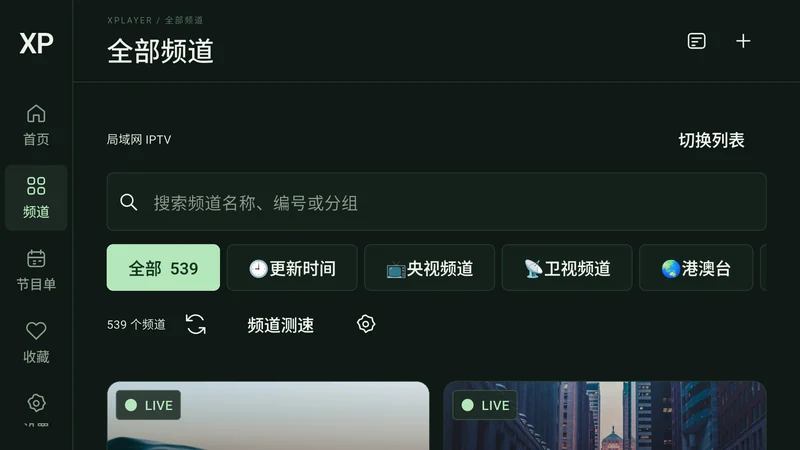 XPLAYER / 全部频道
全部频道
XP
首页
频道
节目单
收藏
局域网 IPTV
切换列表
搜索频道名称、编号或分组
全部 539
🕘更新时间
📺央视频道
📡卫视频道
🌏港澳台
539 个频道
频道测速
LIVE
LIVE